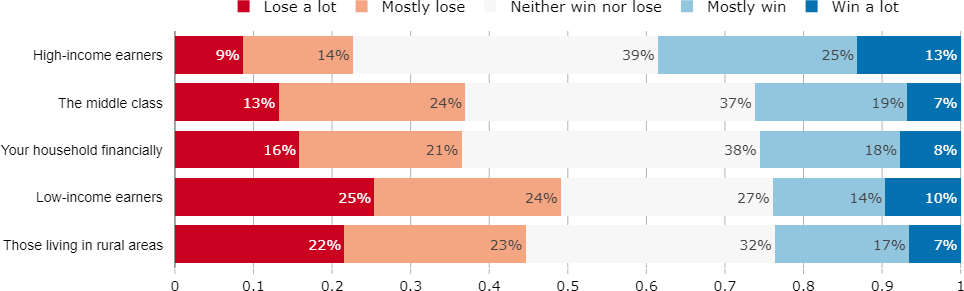 Lose a lot Mostly lose Neither win nor lose Mostly win Win a lot
High-income earners 9% 14% 39% 25% 13%
The middle class 13% 24% 37% 19% 7%
Your household financially 16% 21% 38% 18% 8%
Low-income earners 25% 24% 27% 14% 10%
Those living in rural areas 22% 23% 32% 17% 7%
0 0.1 0.2 0.3 0.4 0.5 0.6 0.7 0.8 0.9 1